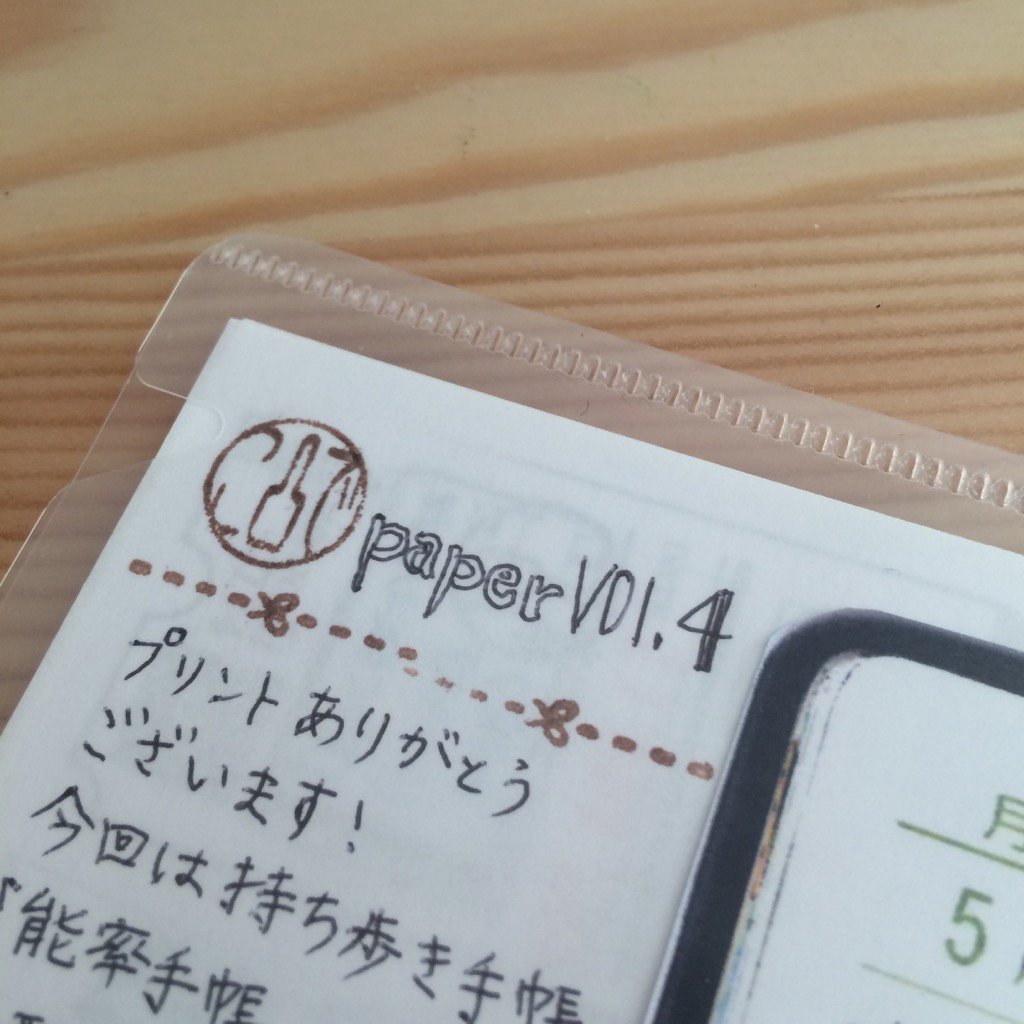 paper VOl.4
プリントありがとう
ございます!
今回は持ち歩き手帳
「能率手帳
月
5